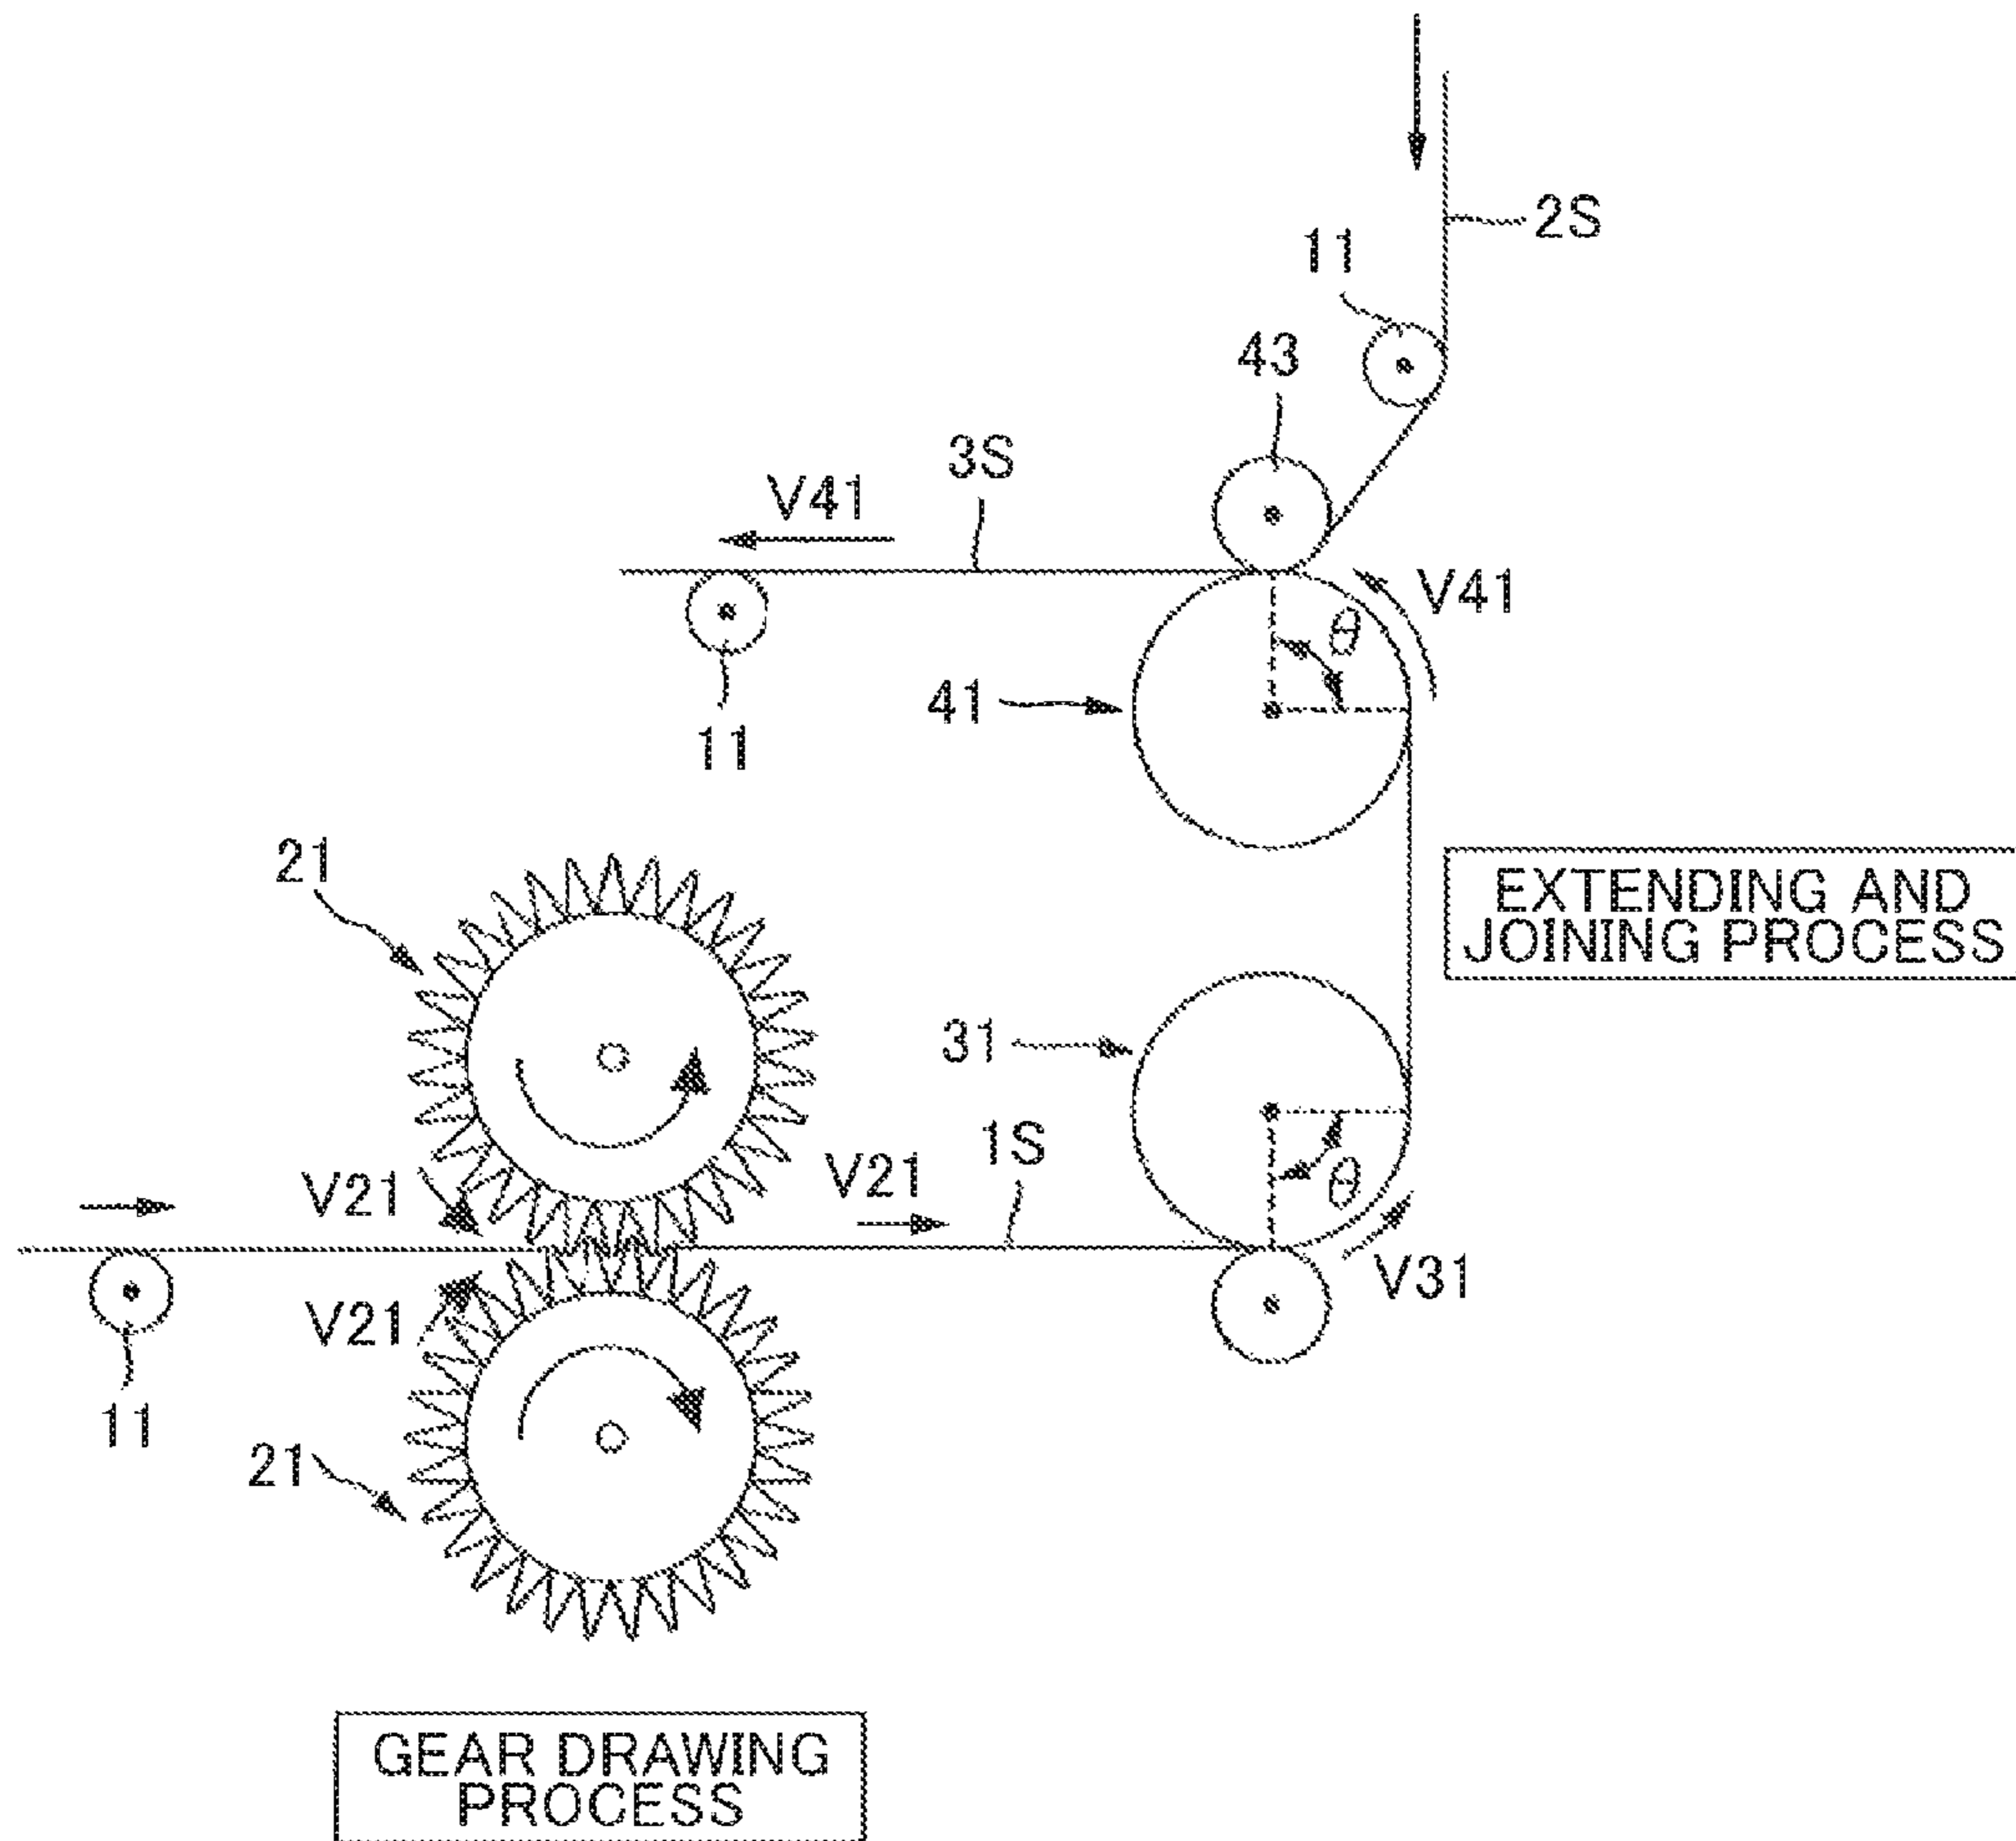 2S
11
43
3S
V41
V41
θ
41
11
21
EXTENDING AND
JOINING PROCESS
31
1S
θ
V21
V21
V31
V21
11
21
GEAR DRAWING
PROCESS